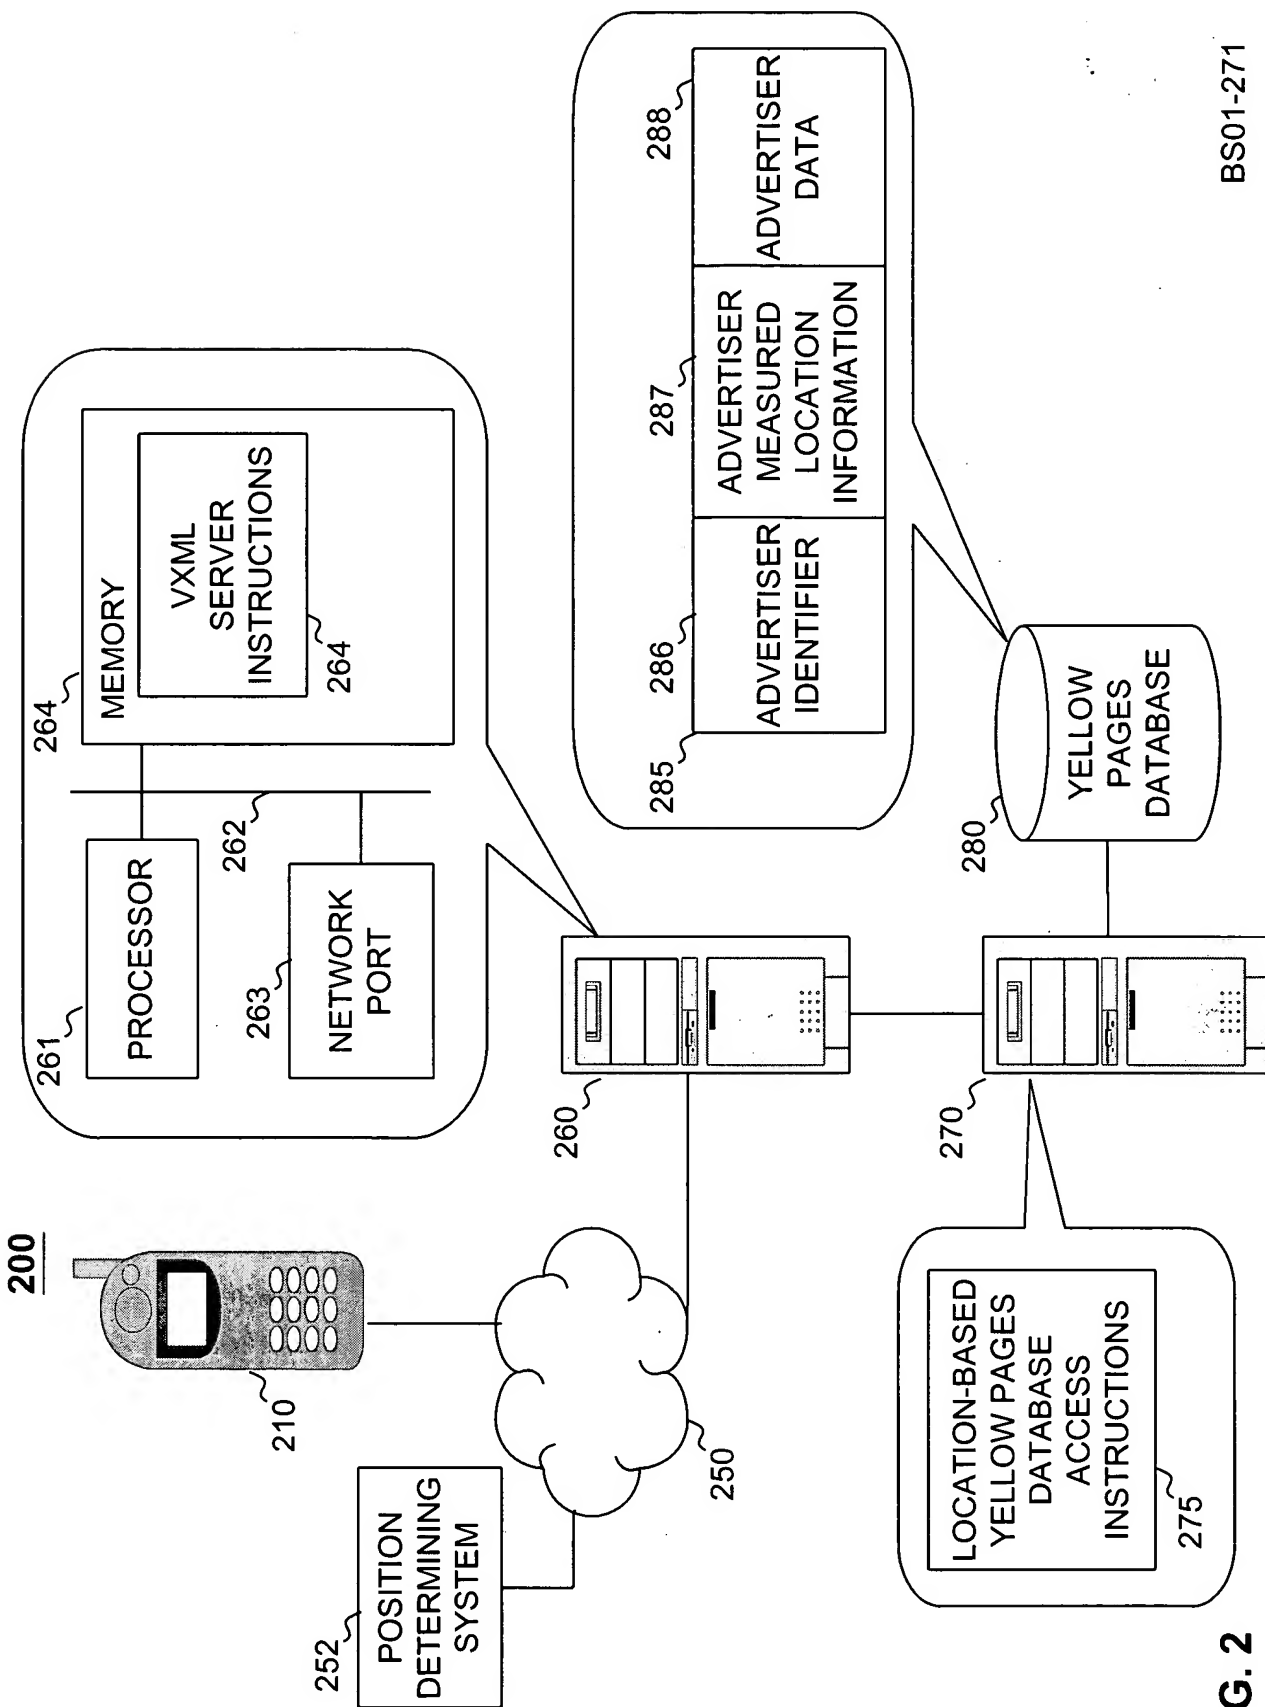 200
210
252
POSITION
DETERMINING
SYSTEM
250
261
PROCESSOR
262
263
NETWORK
PORT
264
MEMORY
VXML
SERVER
INSTRUCTIONS
264
260
285
286
287
288
ADVERTISER
IDENTIFIER
ADVERTISER
MEASURED
LOCATION
INFORMATION
ADVERTISER
DATA
270
280
YELLOW
PAGES
DATABASE
LOCATION-BASED
YELLOW PAGES
DATABASE
ACCESS
INSTRUCTIONS
275
G. 2
BS01-271